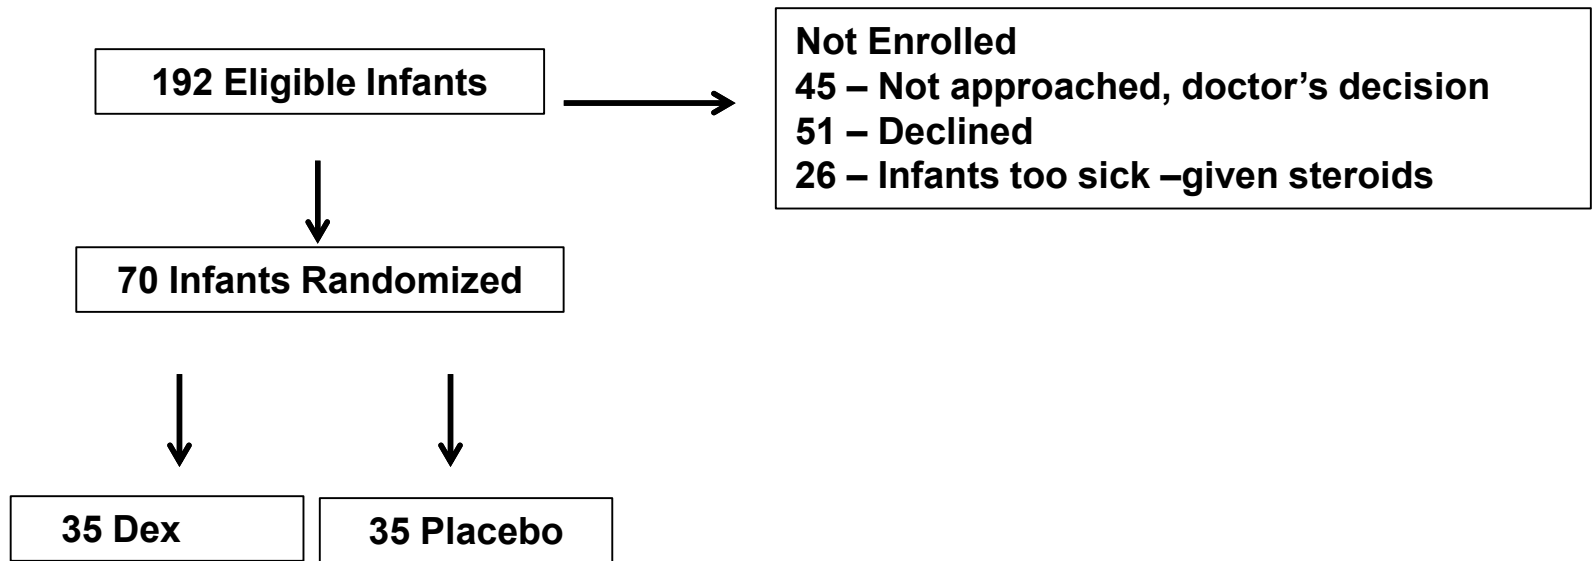 192 Eligible Infants
Not Enrolled
45 – Not approached, doctor’s decision
51 – Declined
26 – Infants too sick –given steroids
70 Infants Randomized
35 Dex
35 Placebo